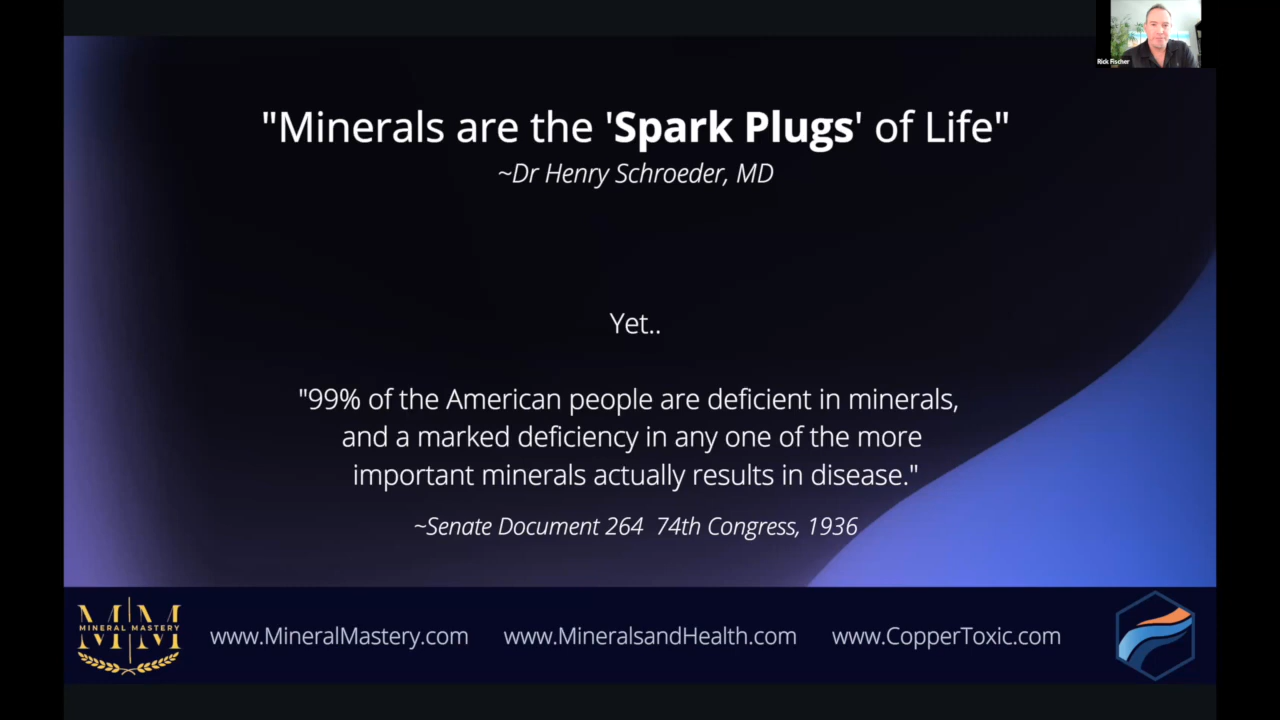 Rick Fischer
"Minerals are the 'Spark Plugs' of Life"
~Dr Henry Schroeder, MD
Yet..
"99% of the American people are deficient in minerals,
and a marked deficiency in any one of the more
important minerals actually results in disease."
~Senate Document 264 74th Congress, 1936
M M
MINERAL MASTERY
www.MineralMastery.com
www.MineralsandHealth.com
www.CopperToxic.com